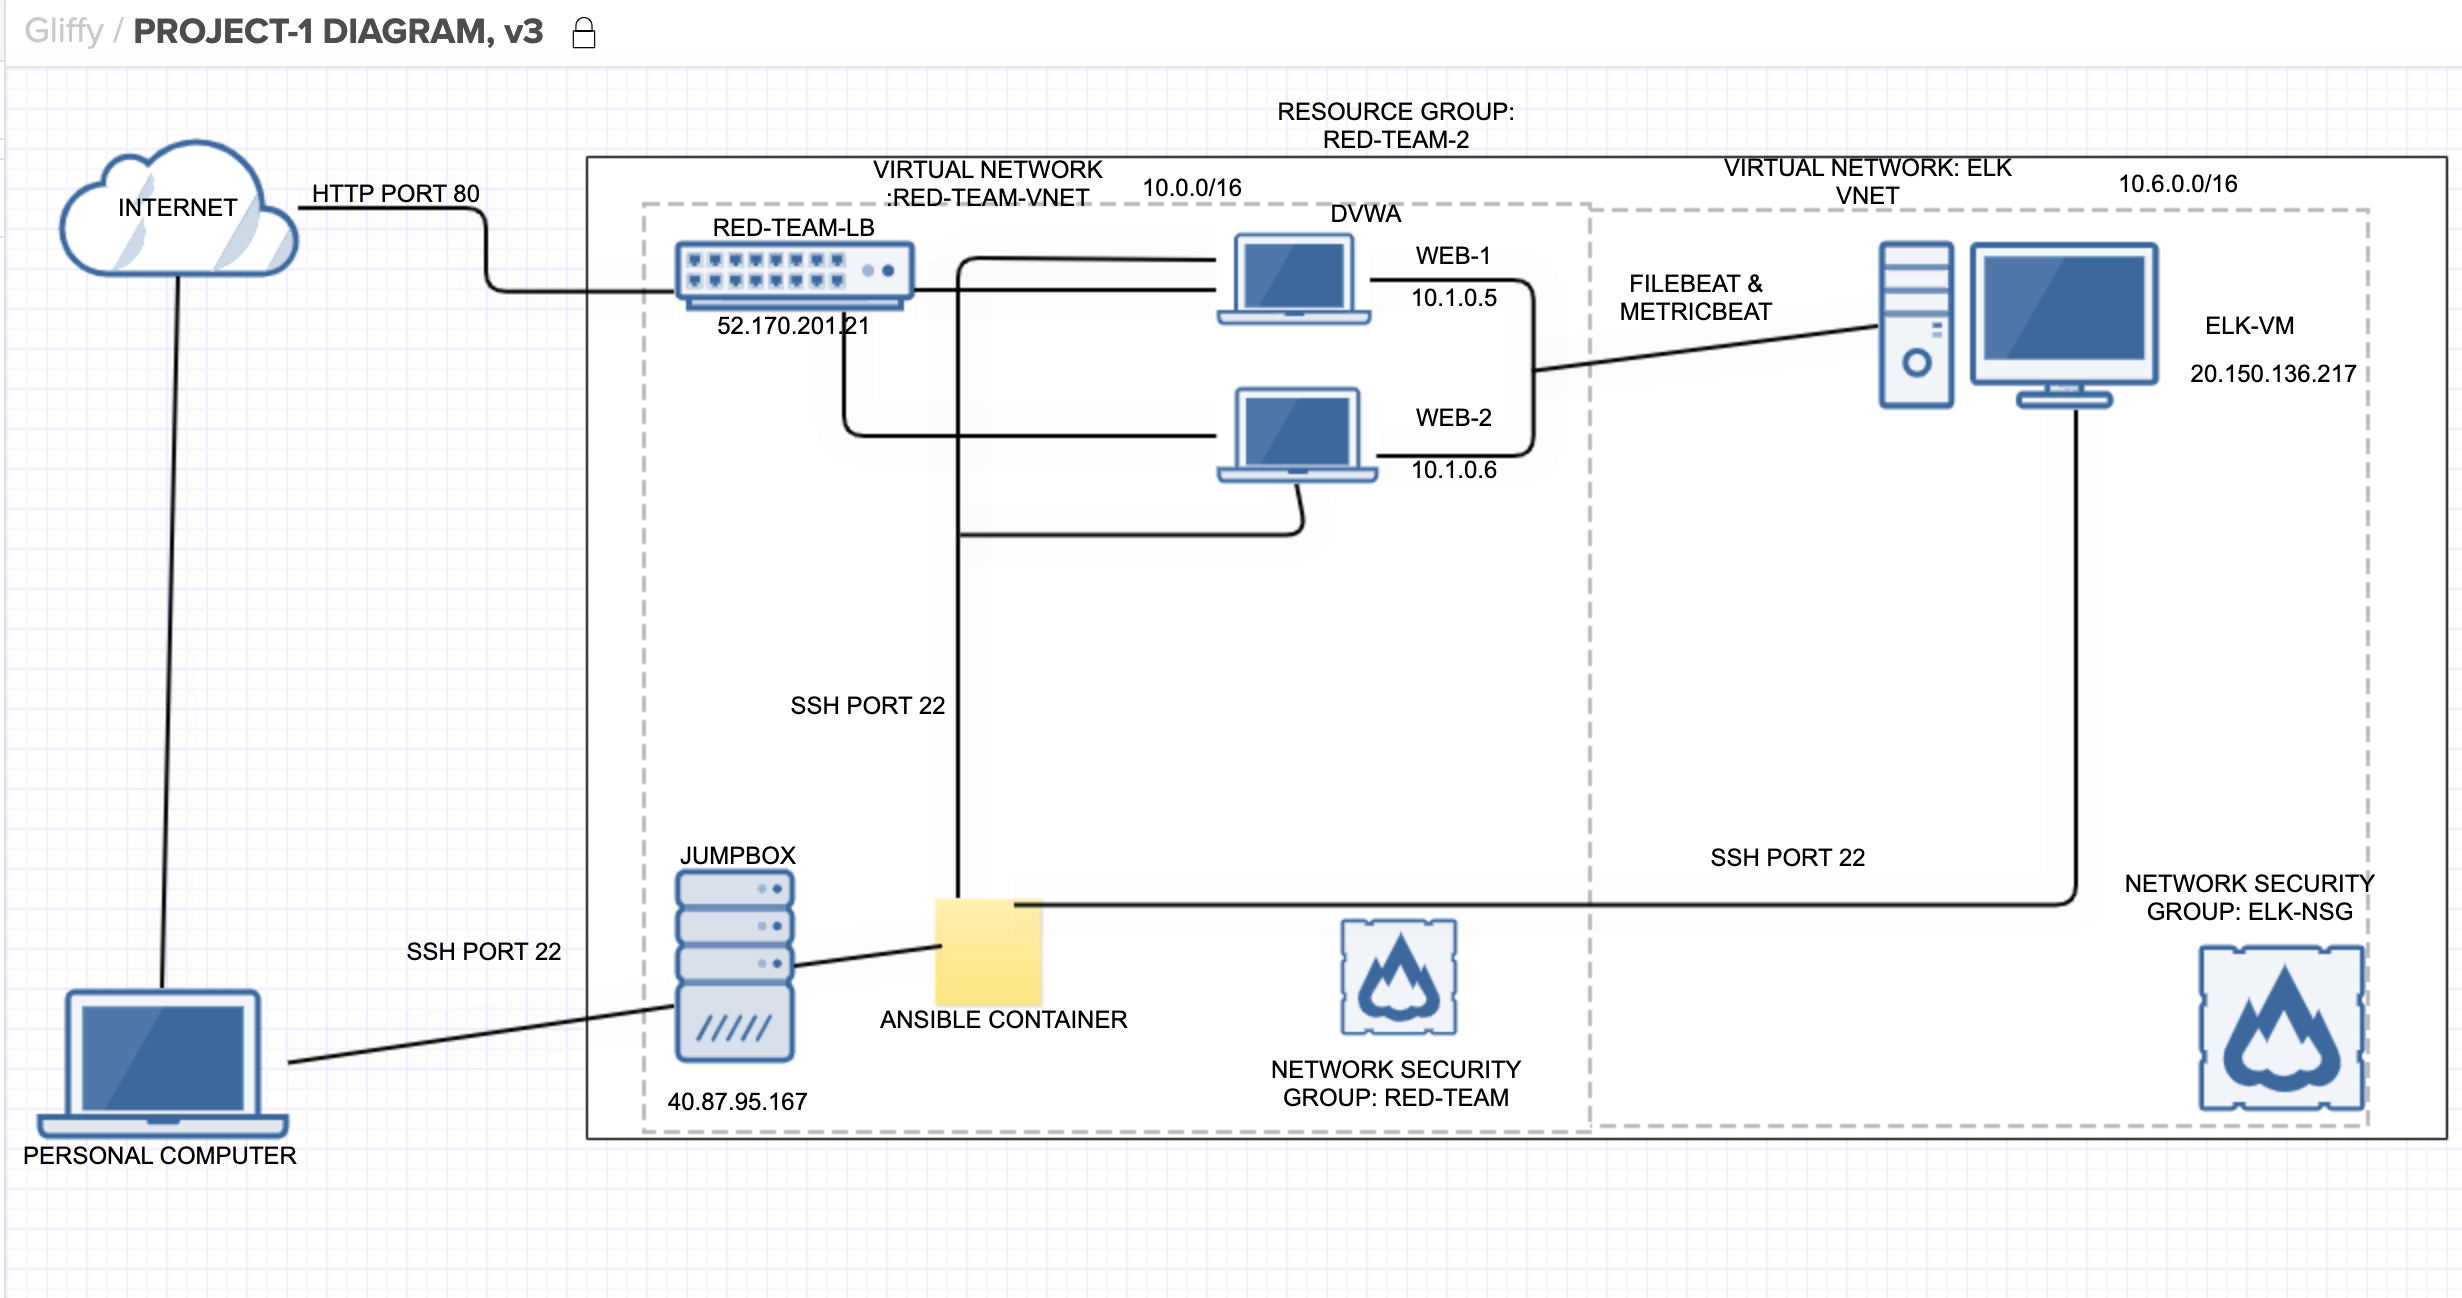 Gliffy / PROJECT-1 DIAGRAM, v3
RESOURCE GROUP:
RED-TEAM-2
INTERNET
HTTP PORT 80
VIRTUAL NETWORK
:RED-TEAM-VNET
10.0.0/16
VIRTUAL NETWORK: ELK
VNET
10.6.0.0/16
RED-TEAM-LB
52.170.201.21
DVWA
WEB-1
10.1.0.5
FILEBEAT &
METRICBEAT
ELK-VM
20.150.136.217
WEB-2
10.1.0.6
SSH PORT 22
JUMPBOX
40.87.95.167
SSH PORT 22
ANSIBLE CONTAINER
SSH PORT 22
NETWORK SECURITY
GROUP: RED-TEAM
NETWORK SECURITY
GROUP: ELK-NSG
PERSONAL COMPUTER